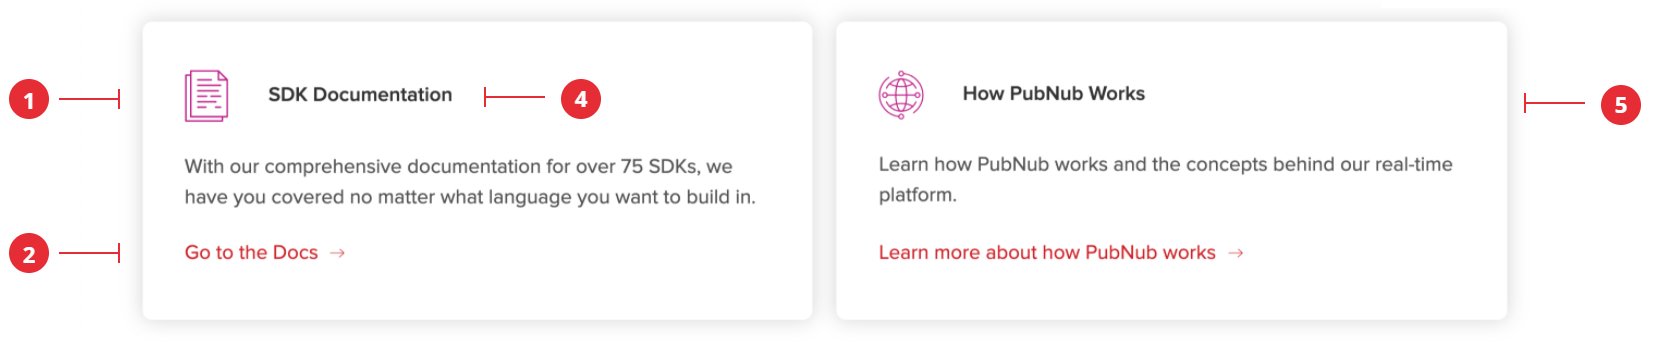 1
SDK Documentation
4
With our comprehensive documentation for over 75 SDKs, we
have you covered no matter what language you want to build in.
2
Go to the Docs →
How PubNub Works
5
Learn how PubNub works and the concepts behind our real-time
platform.
Learn more about how PubNub works →